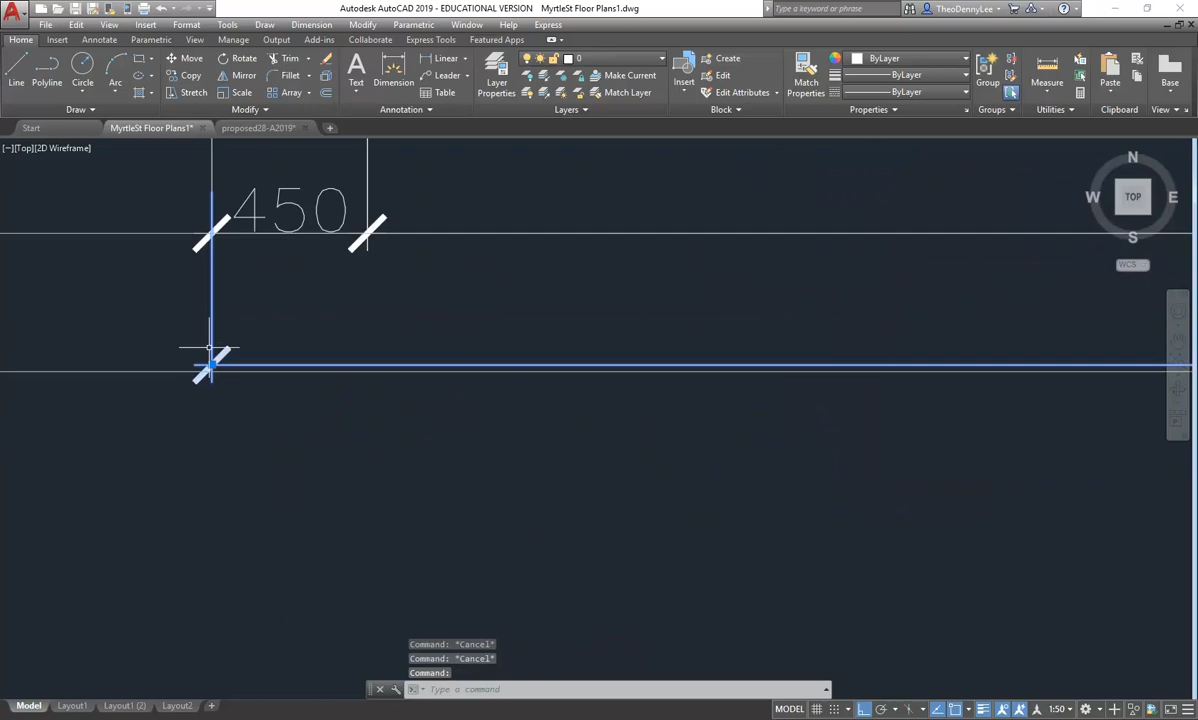 Autodesk AutoCAD 2019 - EDUCATIONAL VERSION MyrtleSt Floor Plans1.dwg
Type a keyword or phrase
TheoDennyLee
File Edit View Insert Format Tools Draw Dimension Modify Parametric Window Help Express
Home Insert Annotate Parametric View Manage Output Add-ins Collaborate Express Tools Featured Apps
Line Polyline Circle Arc
Move Rotate Trim
Copy Mirror Fillet
Stretch Scale Array
Text Dimension
Linear
Leader
Table
Layer Properties
0
Make Current
Match Layer
Insert
Create
Edit
Edit Attributes
Match Properties
ByLayer
ByLayer
ByLayer
Group
Measure
Paste
Base
Draw Modify Annotation Layers Block Properties Groups Utilities Clipboard View
Start MyrtleSt Floor Plans1* proposed28-A2019*
[−][Top][2D Wireframe]
N
W TOP E
S
WCS
450
Command: *Cancel*
Command: *Cancel*
Command:
Type a command
Model Layout1 Layout1 (2) Layout2
MODEL 1:50